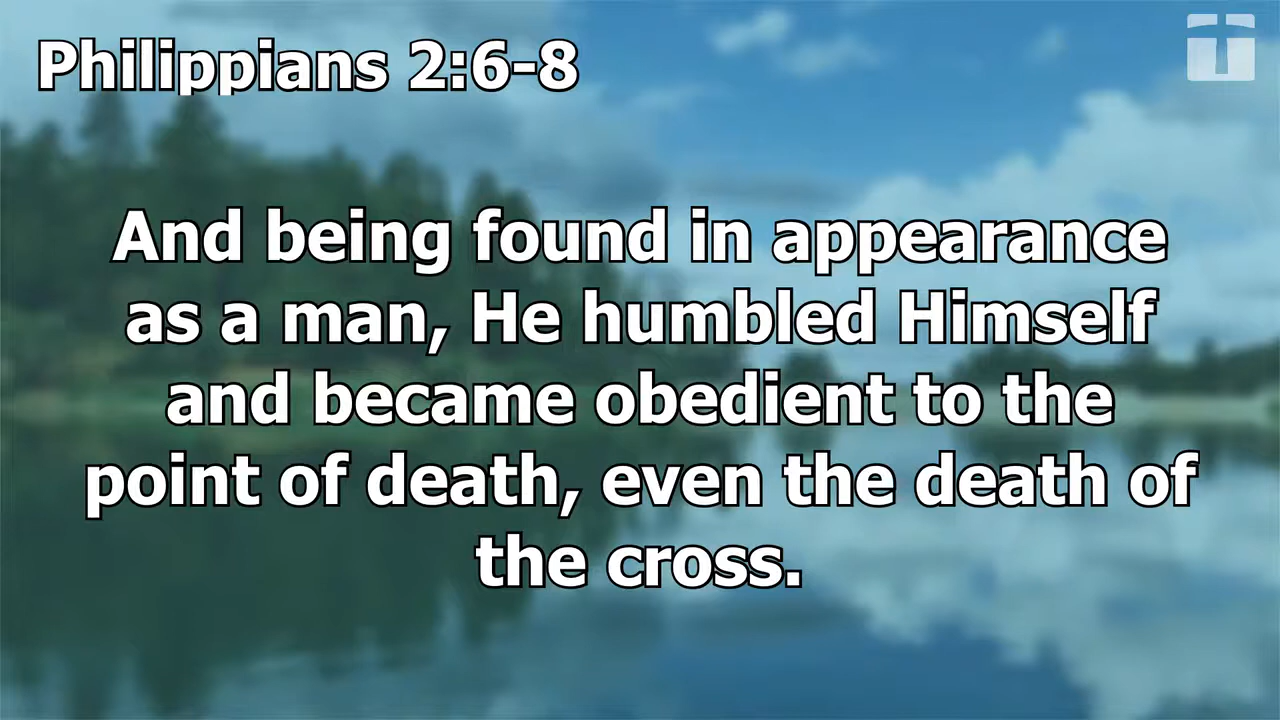 Philippians 2:6-8
And being found in appearance
as a man, He humbled Himself
and became obedient to the
point of death, even the death of
the cross.